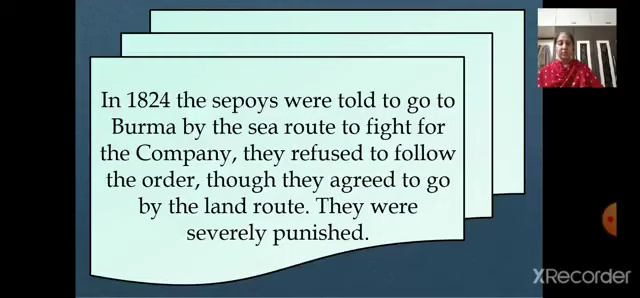 In 1824 the sepoys were told to go to
Burma by the sea route to fight for
the Company, they refused to follow
the order, though they agreed to go
by the land route. They were
severely punished.
XRecorder